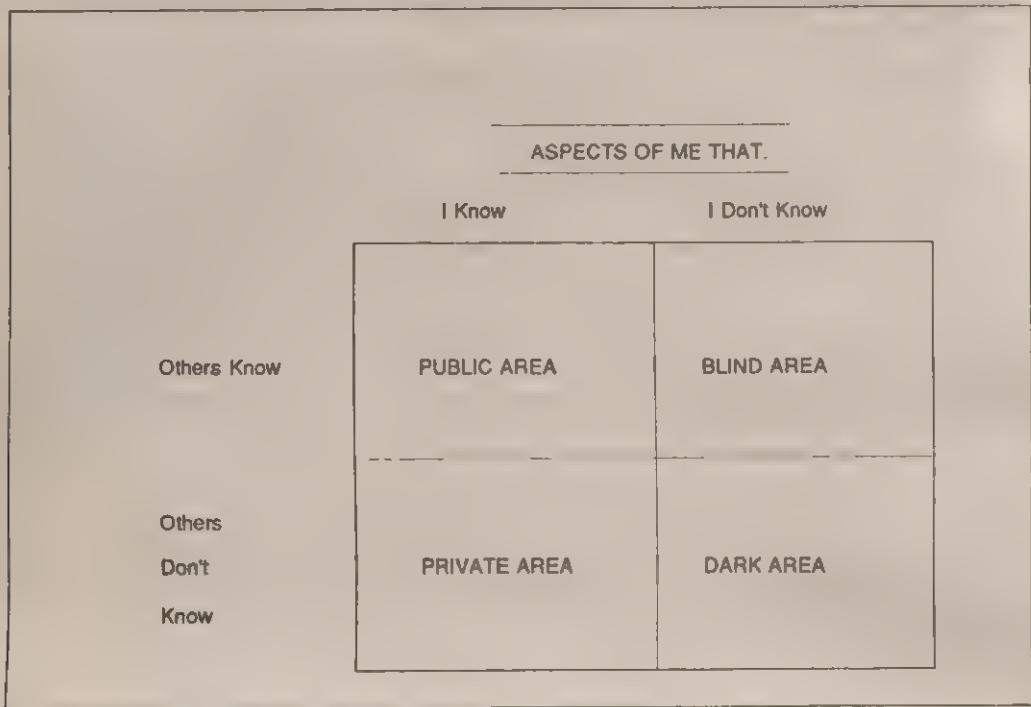 ASPECTS OF ME THAT.
I Know I Don't Know
Others Know PUBLIC AREA BLIND AREA
Others
Don't PRIVATE AREA DARK AREA
Know